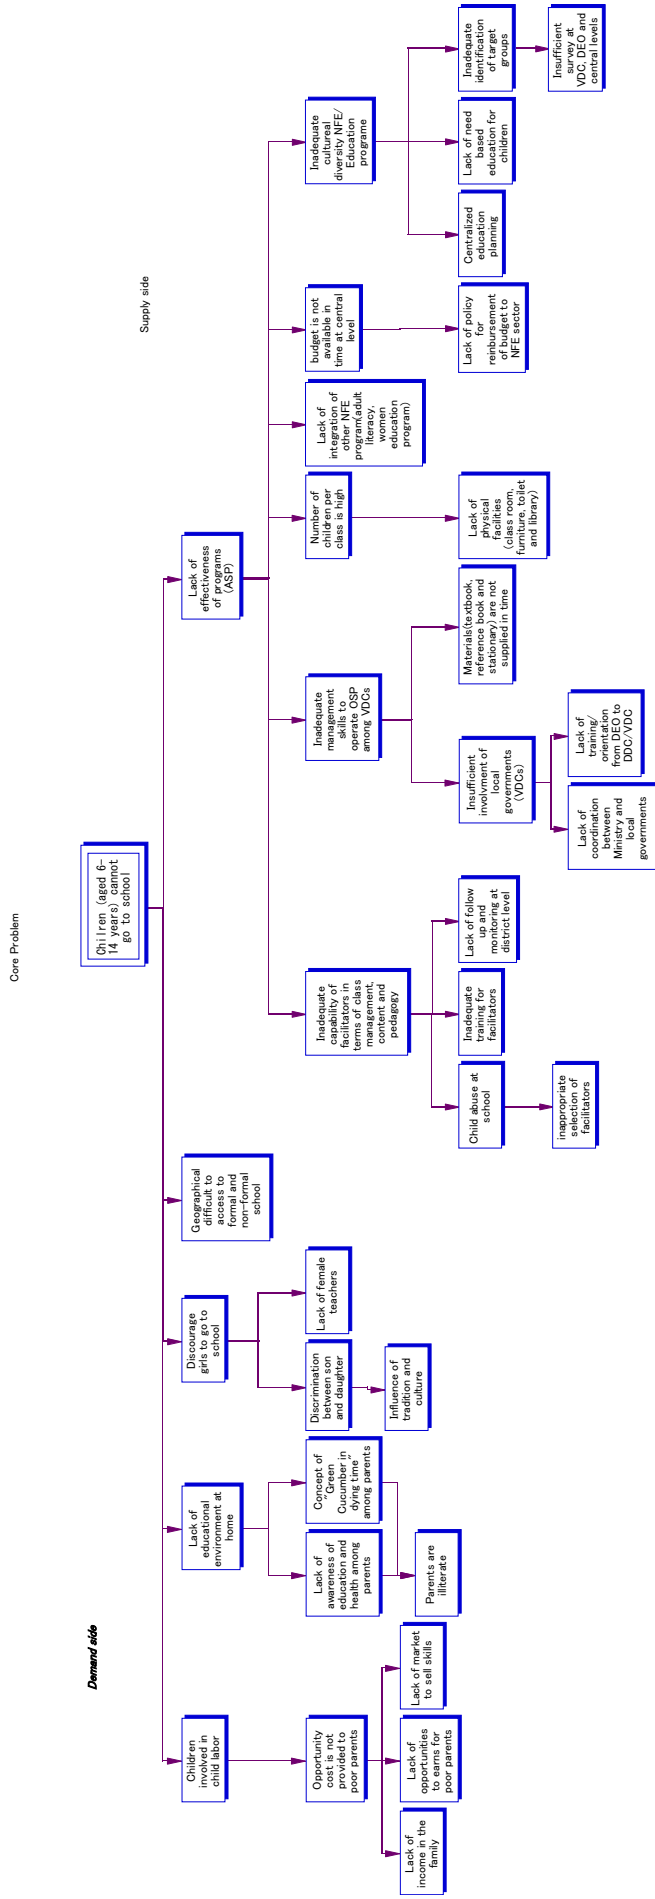 Core Problem
Demand side
Supply side
Chilren (aged 6-
14 years) cannot
go to school
Children
involved in
child labor
Lack of
educational
environment at
home
Discourage
girls to go to
school
Geographical
difficult to
access to
formal and
non-formal
school
Lack of
effectiveness
of programs
(ASP)
Opportunity
cost is not
provided to
poor parents
Lack of
awareness of
education and
health among
parents
Concept of
"Green
Cucumber in
dying time"
among parents
Discrimination
between son
and daughter
Lack of female
teachers
Inadequate
capability of
facilitators in
terms of class
management,
content and
pedagogy
Inadequate
management
skills to
operate OSP
among VDCs
Number of
children per
class is high
Lack of
integration of
other NFE
program(adult
literacy,
women
education
program)
budget is not
available in
time at central
level
Inadequate
cultureal
diversity NFE/
Education
programe
Lack of
income in the
family
Lack of
opportunities
to earns for
poor parents
Lack of market
to sell skills
Parents are
illiterate
Influence of
tradition and
culture
Child abuse at
school
Inadequate
training for
facilitators
Lack of follow
up and
monitoring at
district level
Insufficient
involvment of
local
governments
(VDCs)
Materials(textbook,
reference book and
stationary) are not
supplied in time
Lack of
physical
facilities
(class room,
furniture, toilet
and library)
Lack of policy
for
reinbursement
of budget to
NFE sector
Centralized
education
planning
Lack of need
based
education for
children
Inadequate
identification
of target
groups
inappropriate
selection of
facilitators
Lack of
coordination
between
Ministry and
local
governments
Lack of
training/
orientation
from DEO to
DDC/VDC
Insufficient
survey at
VDC, DEO and
central levels